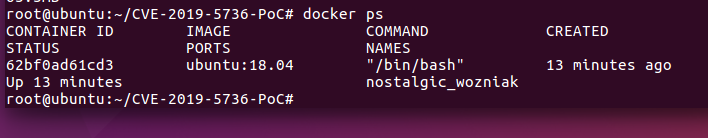 root@ubuntu:~/CVE-2019-5736-PoC# docker ps
CONTAINER ID IMAGE COMMAND CREATED
STATUS PORTS NAMES
62bf0ad61cd3 ubuntu:18.04 "/bin/bash" 13 minutes ago
Up 13 minutes nostalgic_wozniak
root@ubuntu:~/CVE-2019-5736-PoC#